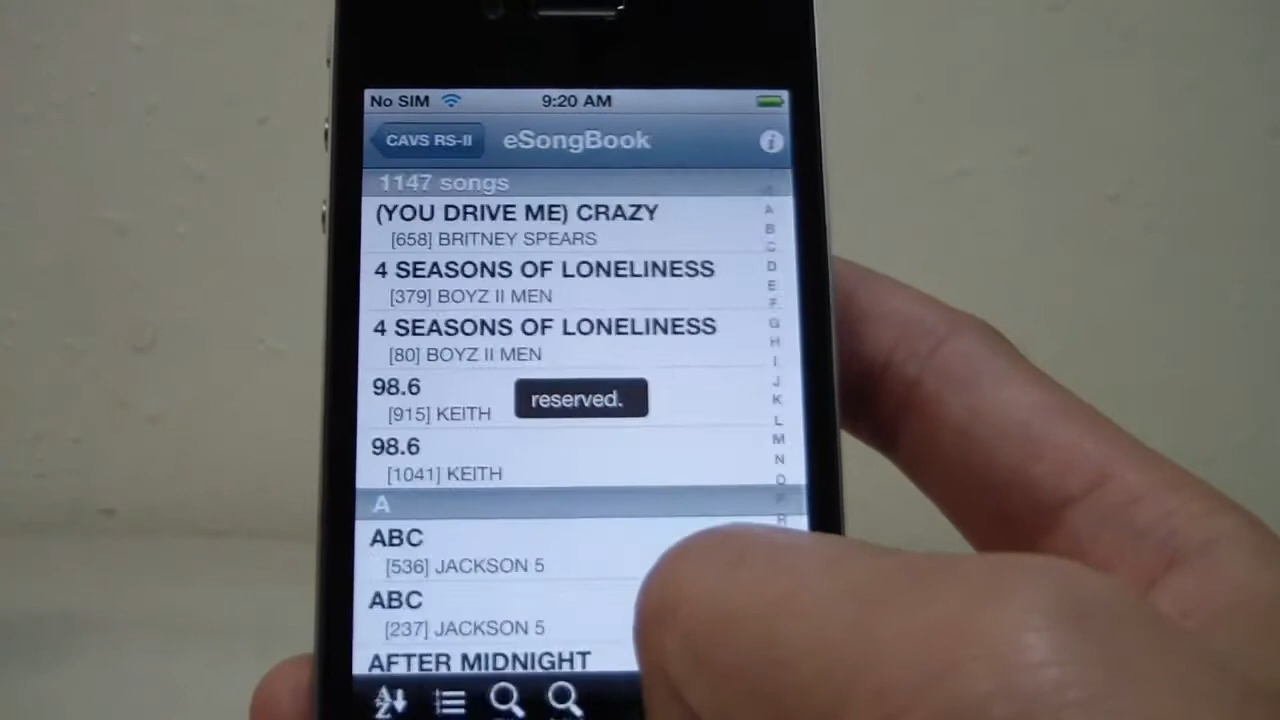 No SIM 9:20 AM
CAVS RS-II eSongBook
1147 songs
(YOU DRIVE ME) CRAZY
[658] BRITNEY SPEARS
4 SEASONS OF LONELINESS
[379] BOYZ II MEN
4 SEASONS OF LONELINESS
[80] BOYZ II MEN
98.6
[915] KEITH
reserved.
98.6
[1041] KEITH
A
ABC
[536] JACKSON 5
ABC
[237] JACKSON 5
AFTER MIDNIGHT
A
B
C
D
E
F
G
H
I
J
K
L
M
N
O
P
R